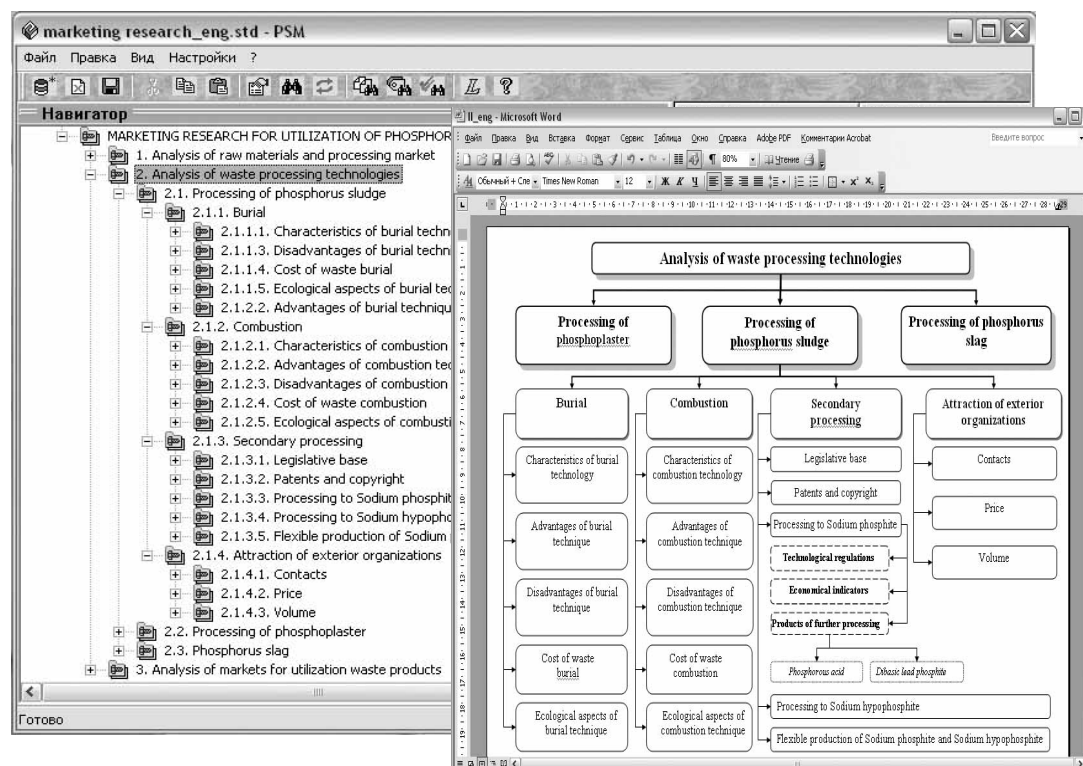 marketing research_eng.std - PSM
Файл Правка Вид Настройки ?
Навигатор
MARKETING RESEARCH FOR UTILIZATION OF PHOSPHOR
1. Analysis of raw materials and processing market
2. Analysis of waste processing technologies
2.1. Processing of phosphorus sludge
2.1.1. Burial
2.1.1.1. Characteristics of burial techn
2.1.1.3. Disadvantages of burial techn
2.1.1.4. Cost of waste burial
2.1.1.5. Ecological aspects of burial tec
2.1.2.2. Advantages of burial techniqu
2.1.2. Combustion
2.1.2.1. Characteristics of combustion
2.1.2.2. Advantages of combustion tec
2.1.2.3. Disadvantages of combustion
2.1.2.4. Cost of waste combustion
2.1.2.5. Ecological aspects of combusti
2.1.3. Secondary processing
2.1.3.1. Legislative base
2.1.3.2. Patents and copyright
2.1.3.3. Processing to Sodium phosphit
2.1.3.4. Processing to Sodium hypopho
2.1.3.5. Flexible production of Sodium
2.1.4. Attraction of exterior organizations
2.1.4.1. Contacts
2.1.4.2. Price
2.1.4.3. Volume
2.2. Processing of phosphoplaster
2.3. Phosphorus slag
3. Analysis of markets for utilization waste products
Готово
II_eng - Microsoft Word
Файл Правка Вид Вставка Формат Сервис Таблица Окно Справка Adobe PDF Комментарии Acrobat Введите вопрос
80% Чтение
Обычный + Сле Times New Roman 12 Ж К Ч
Analysis of waste processing technologies
Processing of
phosphoplaster
Processing of
phosphorus sludge
Processing of phosphorus
slag
Burial
Combustion
Secondary
processing
Attraction of exterior
organizations
Characteristics of burial
technology
Characteristics of
combustion technology
Legislative base
Contacts
Patents and copyright
Advantages of burial
technique
Advantages of
combustion technique
Processing to Sodium phosphite
Price
Technological regulations
Volume
Disadvantages of burial
technique
Disadvantages of
combustion technique
Economical indicators
Products of further processing
Cost of waste
burial
Cost of waste
combustion
Phosphorous acid
Dibasic lead phosphite
Ecological aspects of
burial technique
Ecological aspects of
combustion technique
Processing to Sodium hypophosphite
Flexible production of Sodium phosphite and Sodium hypophosphite